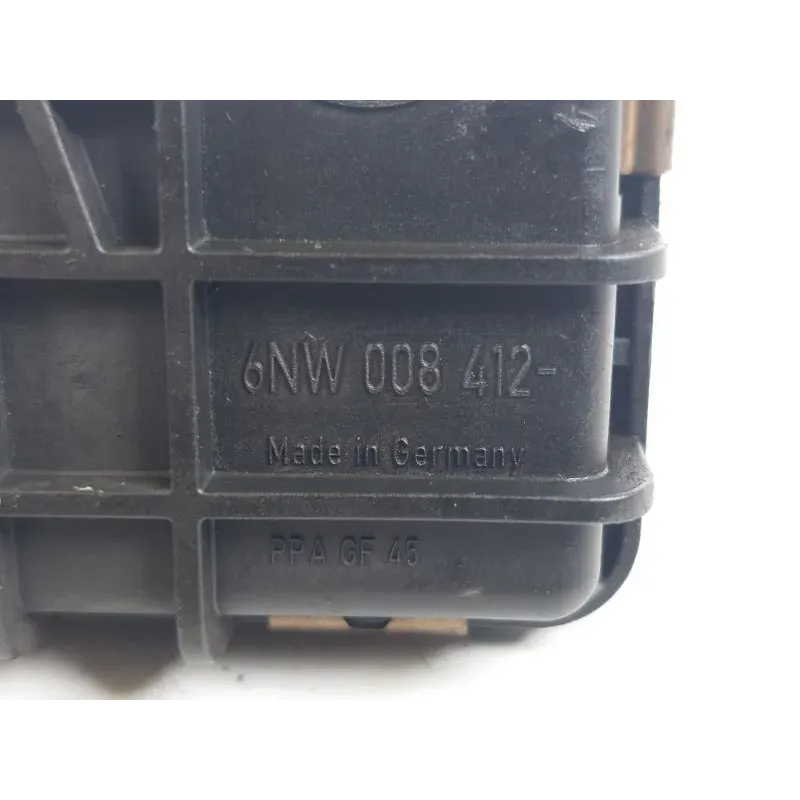 6NW 008 412-
Made in Germany
PPA GF 45